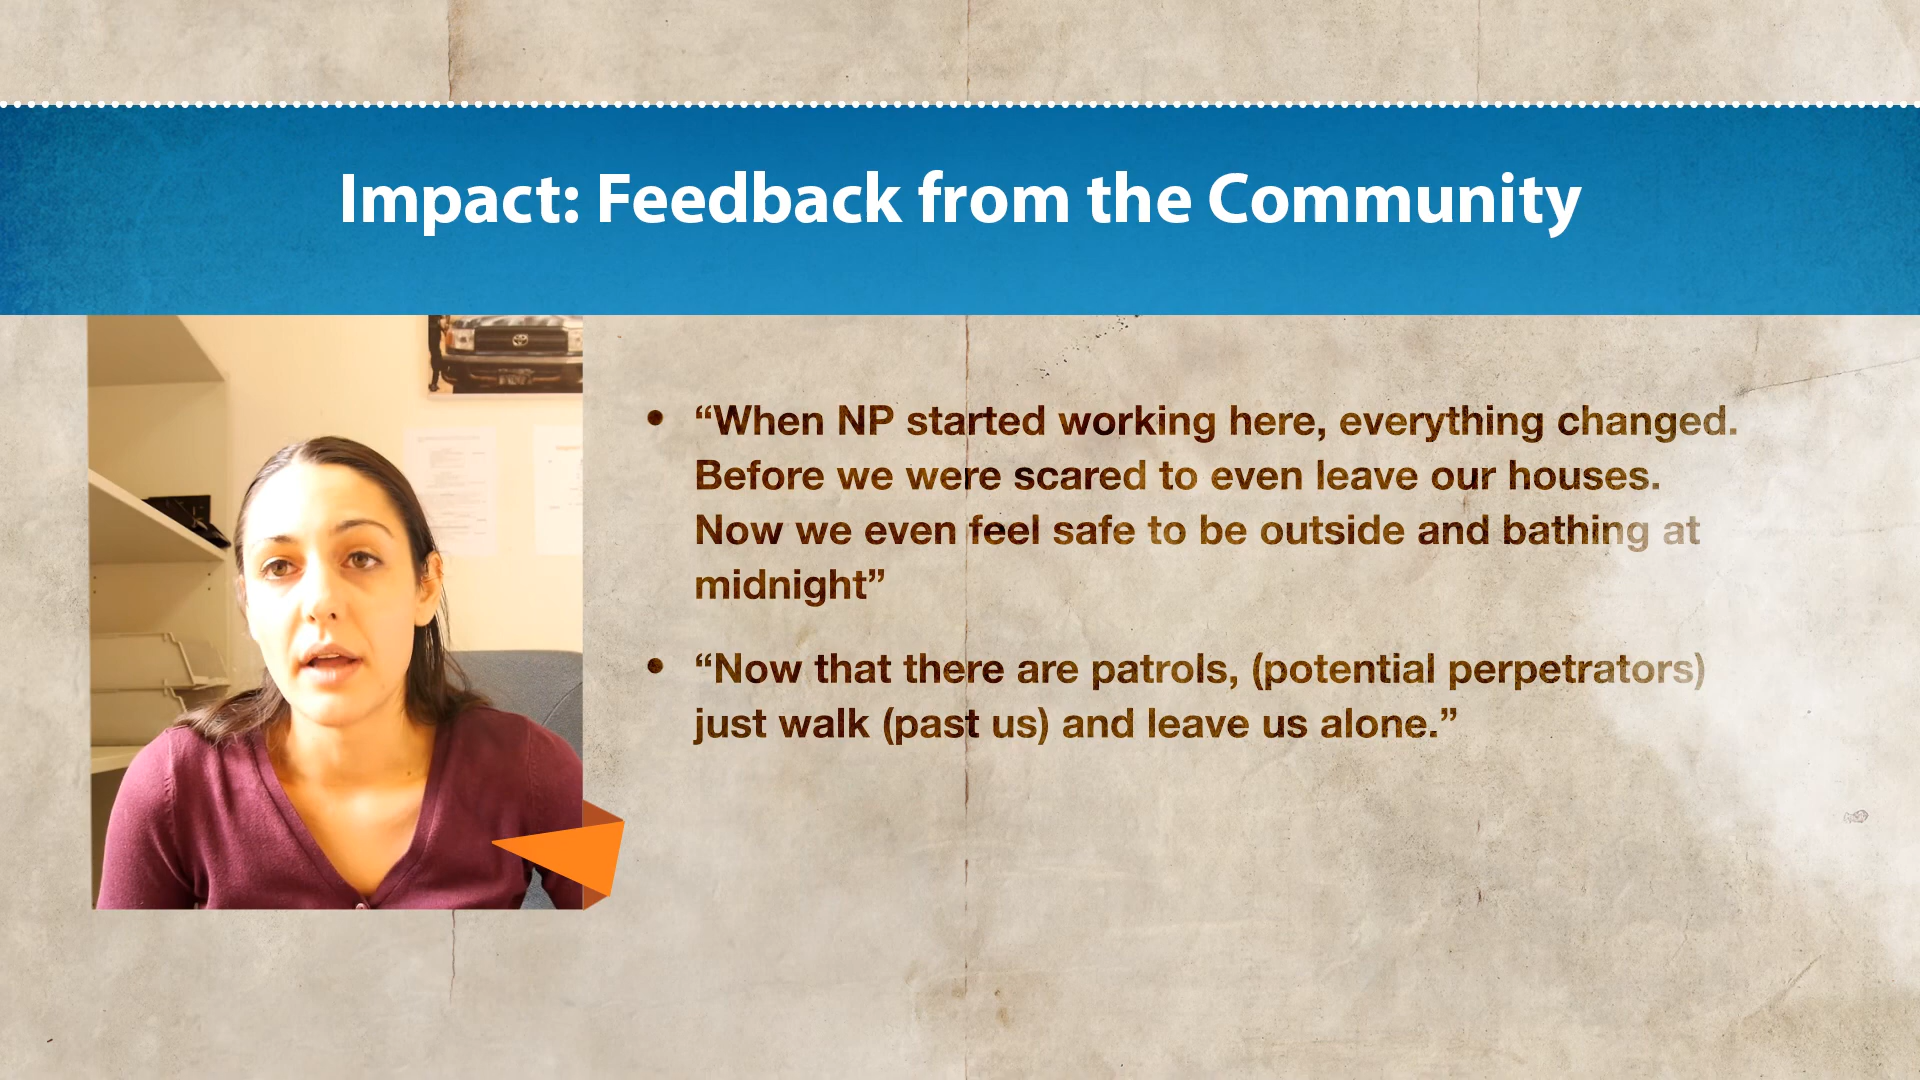 Impact: Feedback from the Community
• “When NP started working here, everything changed.
Before we were scared to even leave our houses.
Now we even feel safe to be outside and bathing at
midnight”
• “Now that there are patrols, (potential perpetrators)
just walk (past us) and leave us alone.”